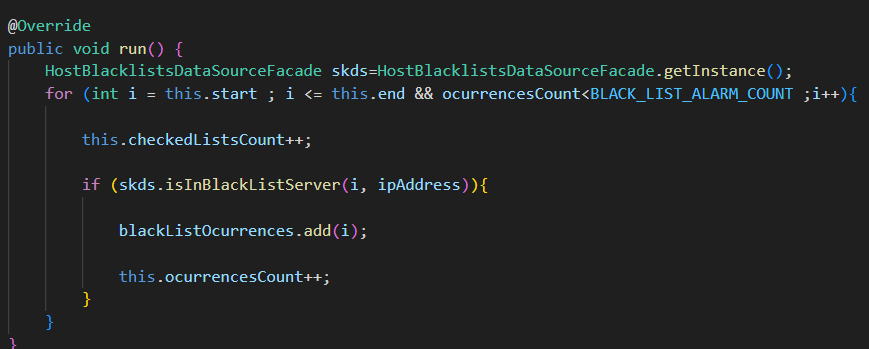 @Override
public void run() {
HostBlacklistsDataSourceFacade skds=HostBlacklistsDataSourceFacade.getInstance();
for (int i = this.start ; i <= this.end && ocurrencesCount<BLACK_LIST_ALARM_COUNT ;i++){
this.checkedListsCount++;
if (skds.isInBlackListServer(i, ipAddress)){
blackListOcurrences.add(i);
this.ocurrencesCount++;
}
}
}